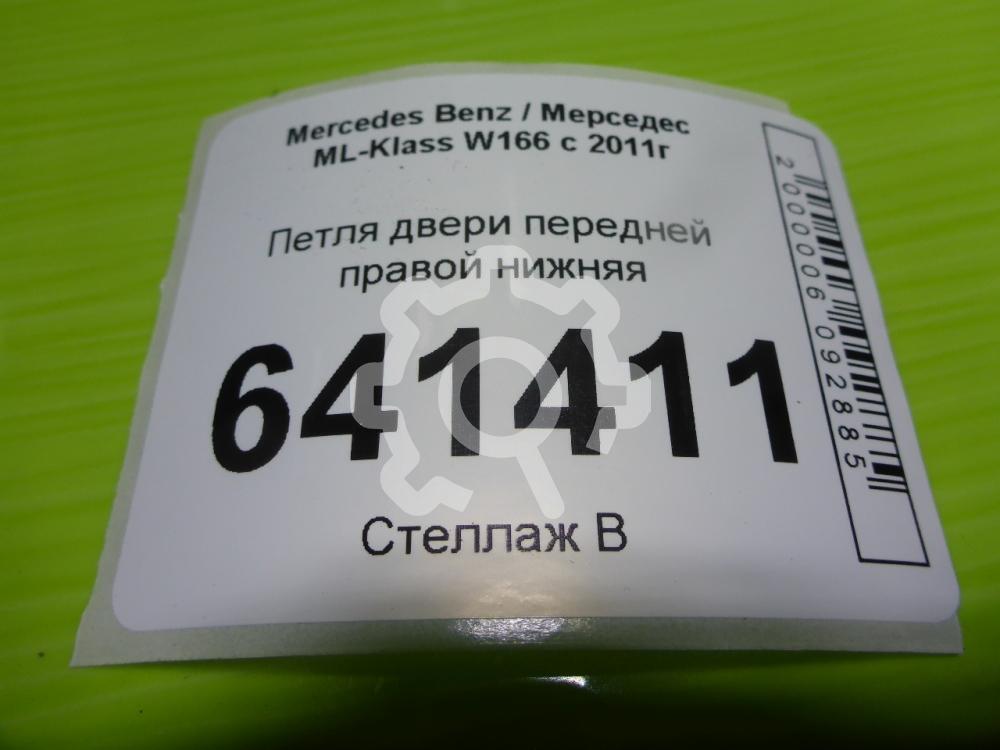 Mercedes Benz / Мерседес
ML-Klass W166 с 2011г
Петля двери передней
правой нижняя
641411
Стеллаж В
2000006092885